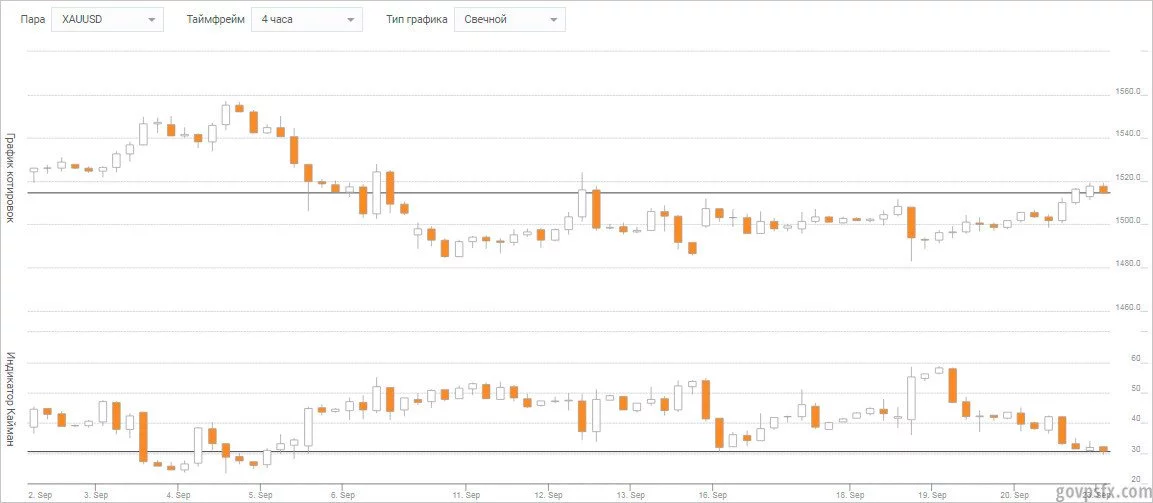 Пара XAUUSD Таймфрейм 4 часа Тип графика Свечной
График котировок
1560.0
1540.0
1520.0
1500.0
1480.0
1460.0
Индикатор Кайман
60
50
40
30
20
2. Sep 3. Sep 4. Sep 5. Sep 6. Sep 11. Sep 12. Sep 13. Sep 16. Sep 18. Sep 19. Sep 20. Sep 23. Sep